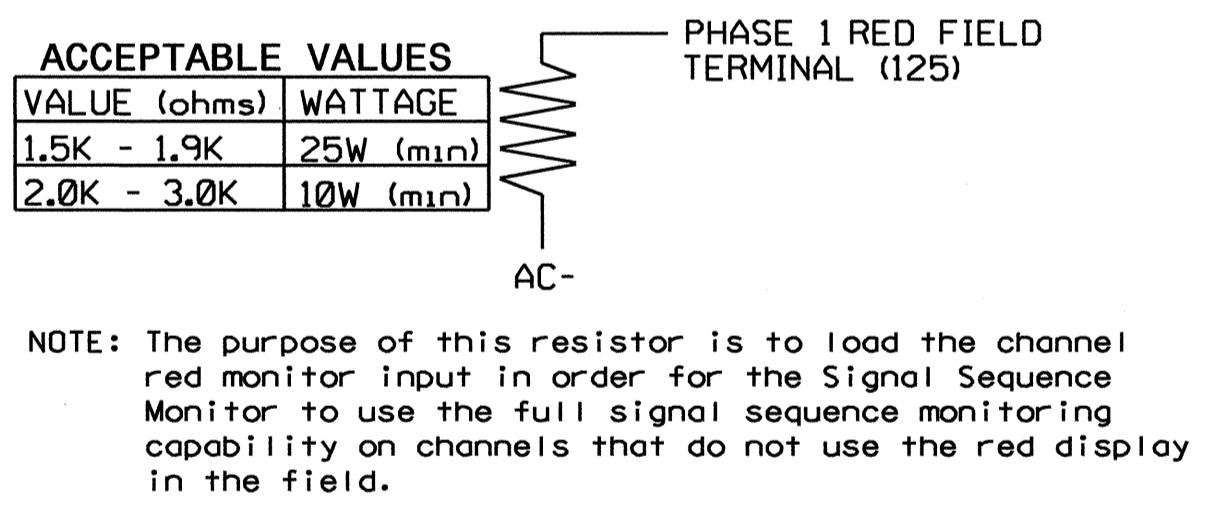 ACCEPTABLE VALUES
VALUE (ohms) WATTAGE
1.5K - 1.9K 25W (min)
2.0K - 3.0K 10W (min)
PHASE 1 RED FIELD
TERMINAL (125)
AC-
NOTE: The purpose of this resistor is to load the channel
red monitor input in order for the Signal Sequence
Monitor to use the full signal sequence monitoring
capability on channels that do not use the red display
in the field.